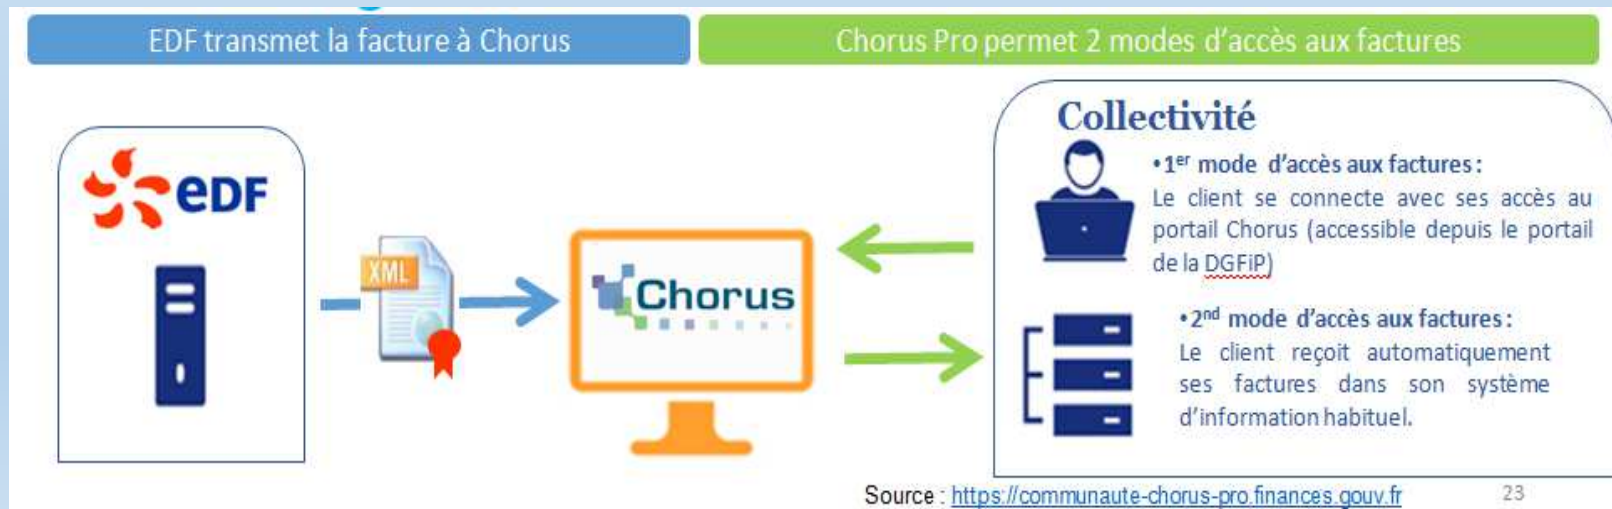 EDF transmet la facture à Chorus
Chorus Pro permet 2 modes d'accès aux factures
eDF
XML
Chorus
Collectivité
•1er mode d'accès aux factures :
Le client se connecte avec ses accès au
portail Chorus (accessible depuis le portail
de la DGFiP)
•2nd mode d'accès aux factures :
Le client reçoit automatiquement
ses factures dans son système
d'information habituel.
Source : https://communaute-chorus-pro.finances.gouv.fr
23